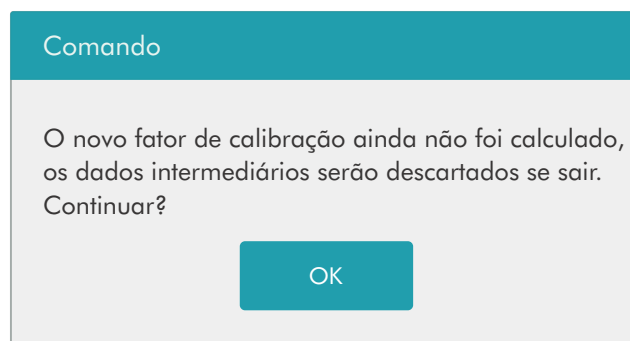 Comando
O novo fator de calibração ainda não foi calculado,
os dados intermediários serão descartados se sair.
Continuar?
OK